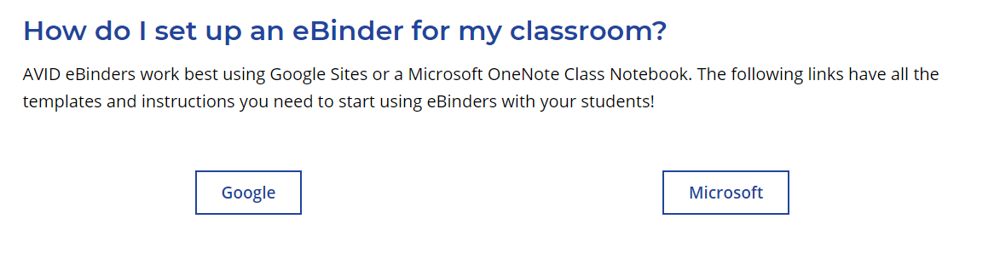 How do I set up an eBinder for my classroom?
AVID eBinders work best using Google Sites or a Microsoft OneNote Class Notebook. The following links have all the
templates and instructions you need to start using eBinders with your students!
Google
Microsoft